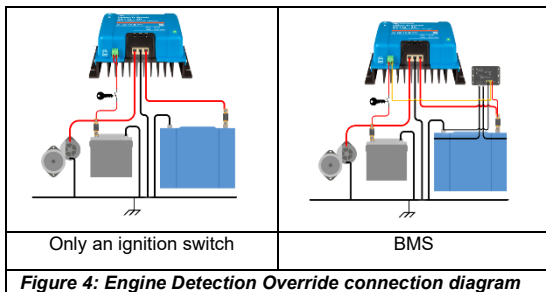 Only an ignition switch
BMS
Figure 4: Engine Detection Override connection diagram